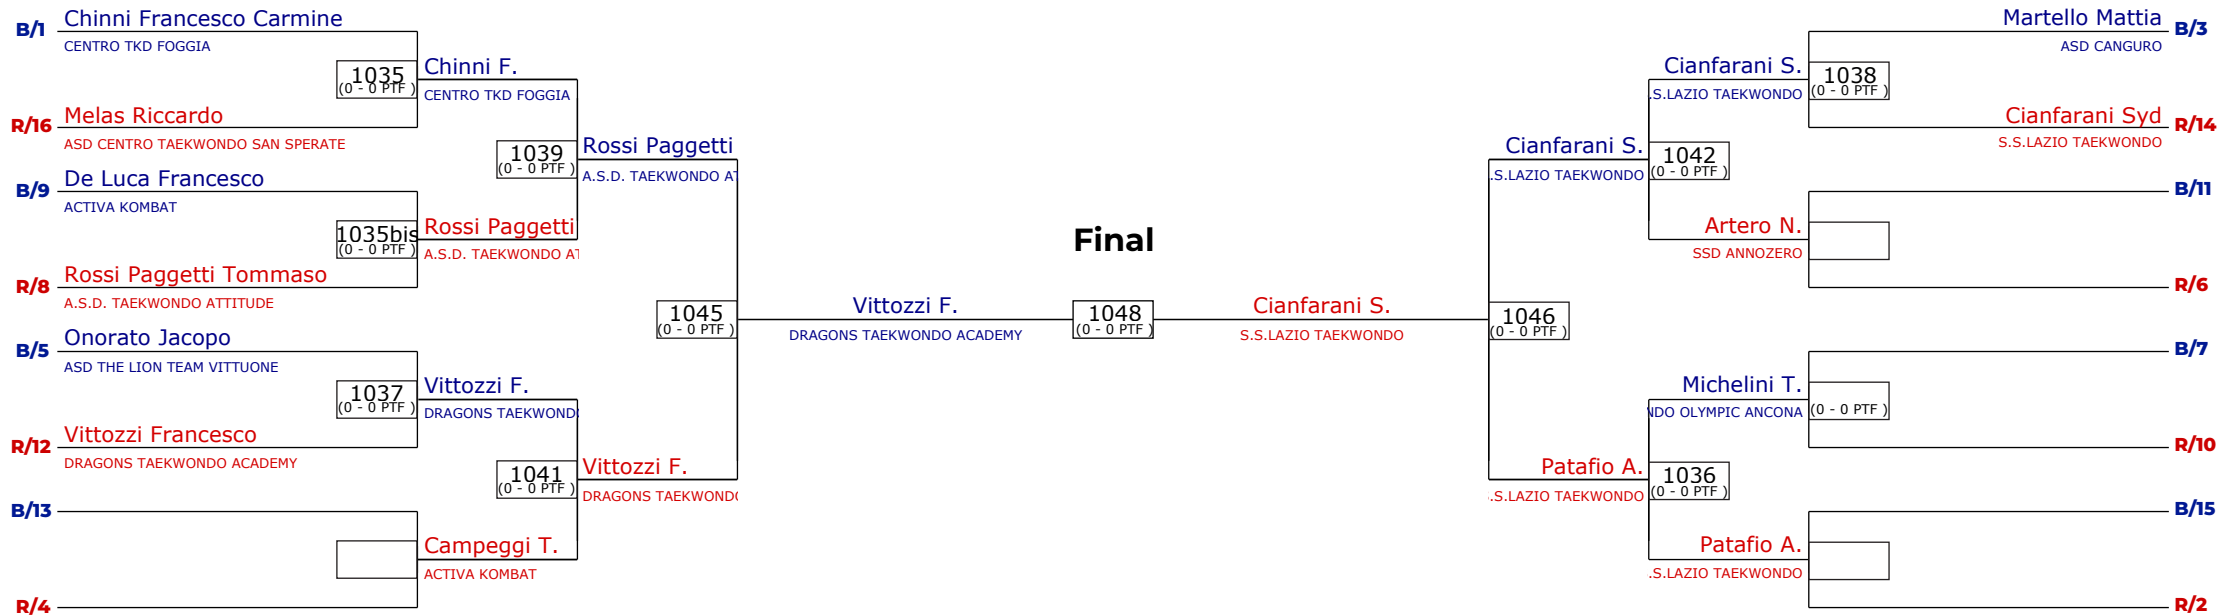 B/1 Chinni Francesco Carmine
CENTRO TKD FOGGIA
1035
(0 - 0 PTF )
Chinni F.
CENTRO TKD FOGGIA
R/16 Melas Riccardo
ASD CENTRO TAEKWONDO SAN SPERATE
1039
(0 - 0 PTF )
Rossi Paggetti
A.S.D. TAEKWONDO AT
B/9 De Luca Francesco
ACTIVA KOMBAT
1035bis
(0 - 0 PTF )
Rossi Paggetti
A.S.D. TAEKWONDO AT
R/8 Rossi Paggetti Tommaso
A.S.D. TAEKWONDO ATTITUDE
1045
(0 - 0 PTF )
B/5 Onorato Jacopo
ASD THE LION TEAM VITTUONE
1037
(0 - 0 PTF )
Vittozzi F.
DRAGONS TAEKWONDO
R/12 Vittozzi Francesco
DRAGONS TAEKWONDO ACADEMY
1041
(0 - 0 PTF )
Vittozzi F.
DRAGONS TAEKWONDO
B/13
Campeggi T.
ACTIVA KOMBAT
R/4
Final
Vittozzi F.
DRAGONS TAEKWONDO ACADEMY
1048
(0 - 0 PTF )
Cianfarani S.
S.S.LAZIO TAEKWONDO
Martello Mattia B/3
ASD CANGURO
Cianfarani S.
.S.LAZIO TAEKWONDO
1038
(0 - 0 PTF )
Cianfarani Syd R/14
S.S.LAZIO TAEKWONDO
Cianfarani S.
.S.LAZIO TAEKWONDO
1042
(0 - 0 PTF )
B/11
Artero N.
SSD ANNOZERO
R/6
1046
(0 - 0 PTF )
B/7
Michelini T.
NDO OLYMPIC ANCONA
(0 - 0 PTF )
R/10
Patafio A.
.S.LAZIO TAEKWONDO
1036
(0 - 0 PTF )
B/15
Patafio A.
.S.LAZIO TAEKWONDO
R/2